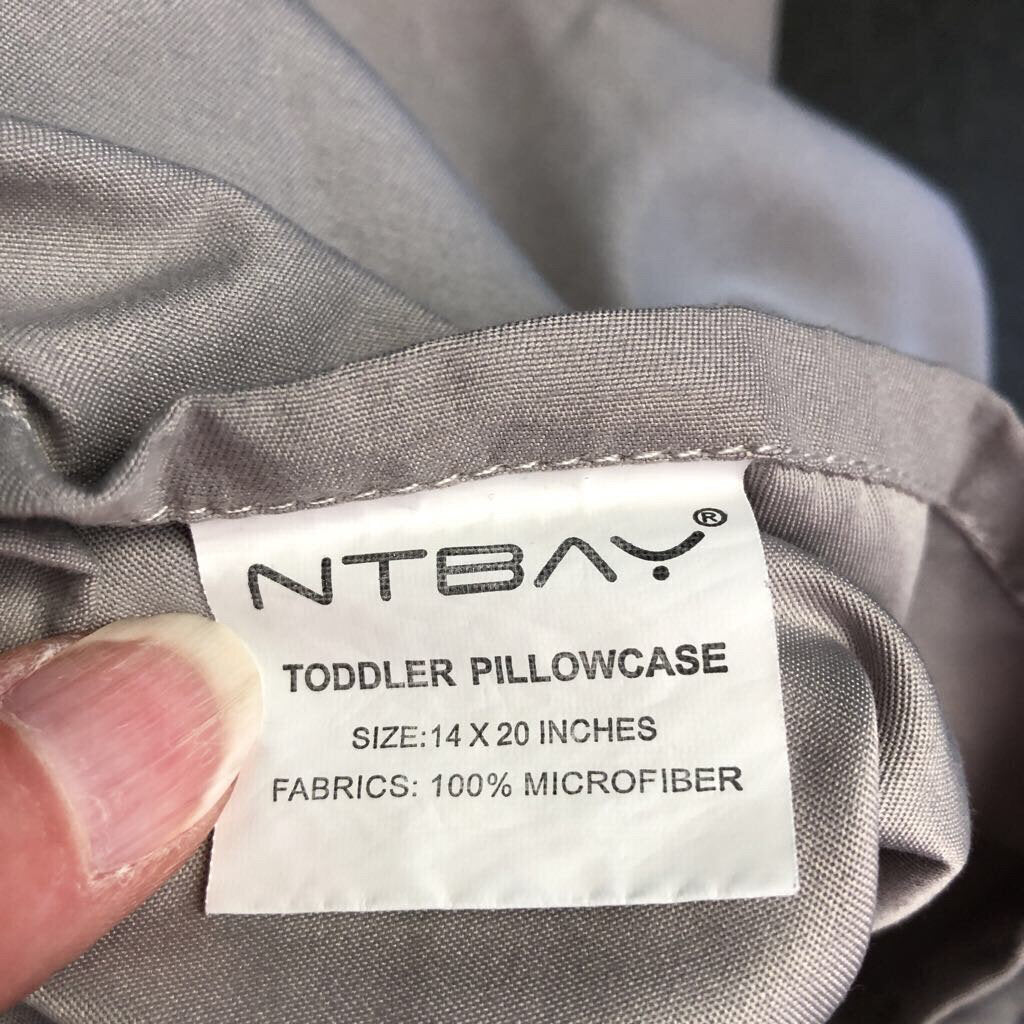 NTBAY®
TODDLER PILLOWCASE
SIZE:14 X 20 INCHES
FABRICS: 100% MICROFIBER